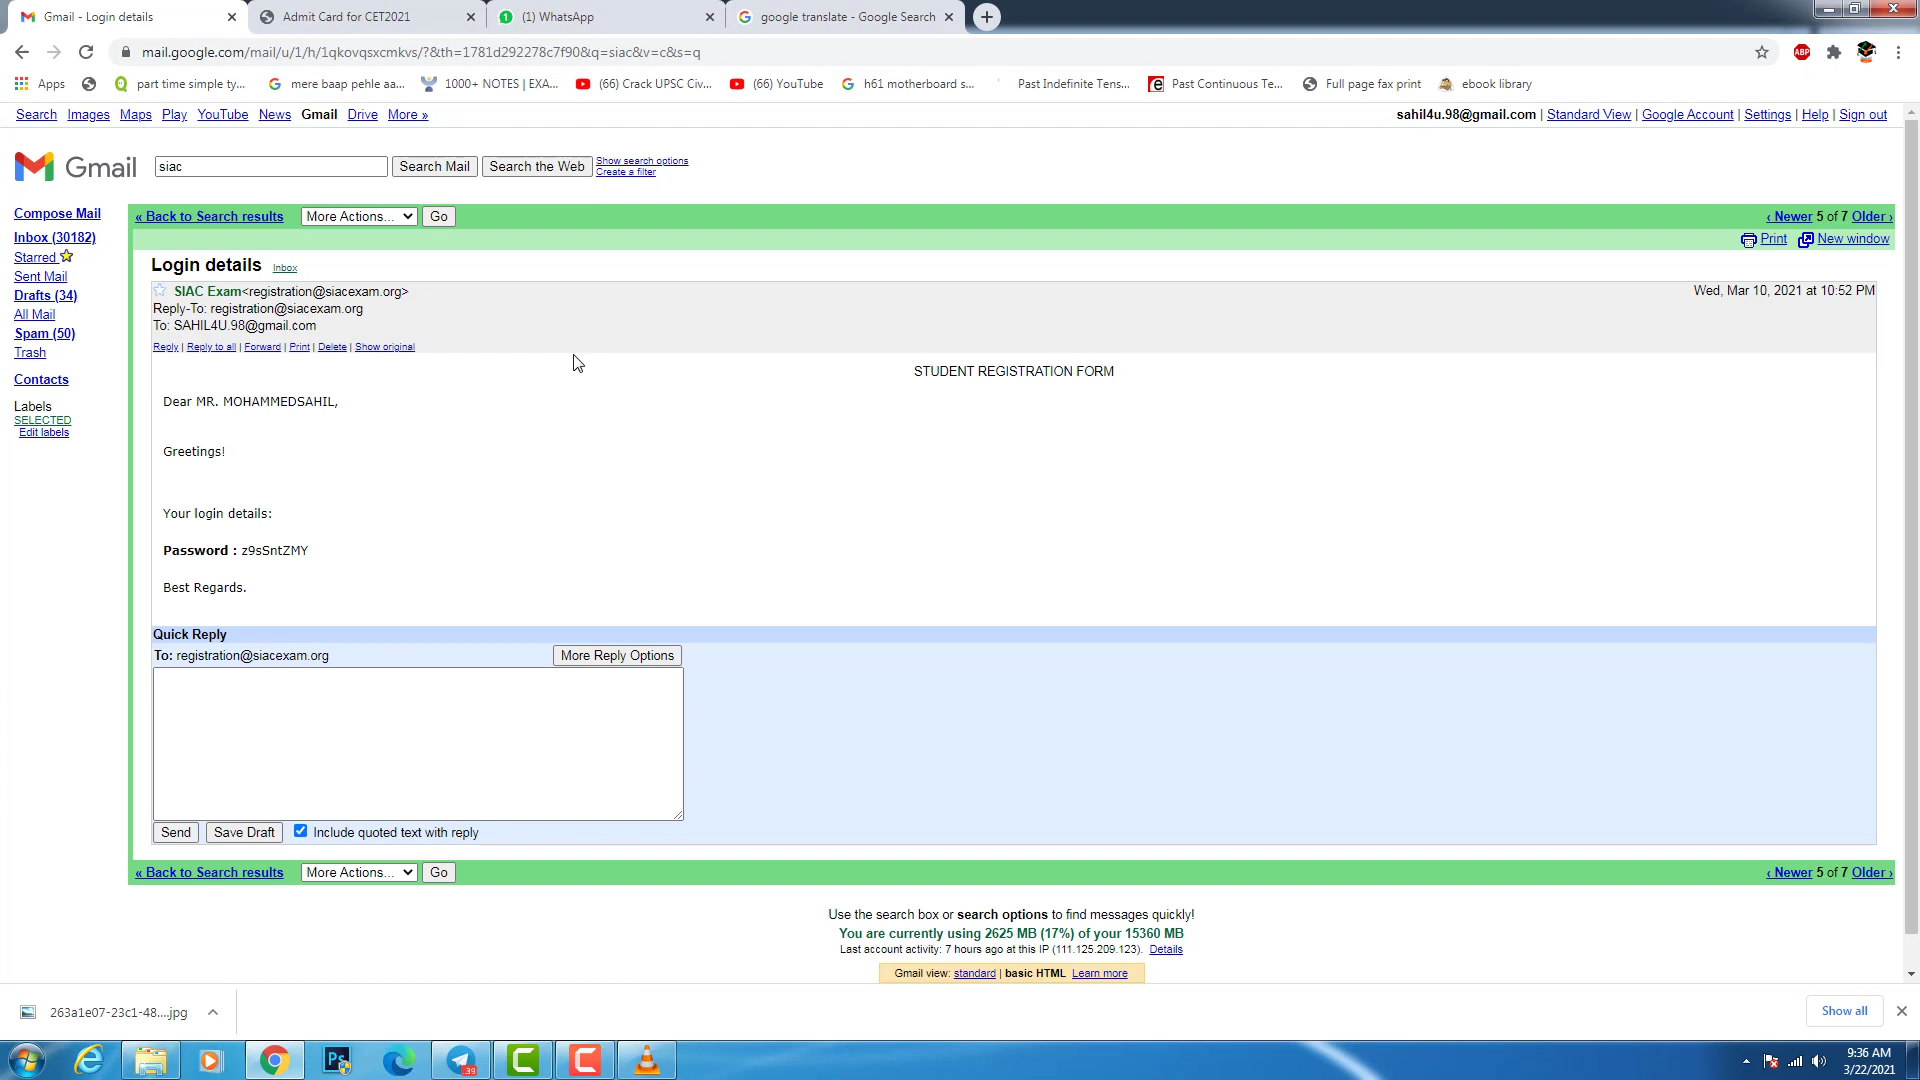 Gmail - Login details
Admit Card for CET2021
(1) WhatsApp
google translate - Google Search
mail.google.com/mail/u/1/h/1qkovqsxcmkvs/?&th=1781d292278c7f90&q=siac&v=c&s=q
ABP
Apps
part time simple ty...
mere baap pehle aa...
1000+ NOTES | EXA...
(66) Crack UPSC Civ...
(66) YouTube
h61 motherboard s...
Past Indefinite Tens...
Past Continuous Te...
Full page fax print
ebook library
Search Images Maps Play YouTube News Gmail Drive More »
sahil4u.98@gmail.com | Standard View | Google Account | Settings | Help | Sign out
Gmail
siac
Search Mail
Search the Web
Show search options
Create a filter
Compose Mail
Inbox (30182)
Starred
Sent Mail
Drafts (34)
All Mail
Spam (50)
Trash
Contacts
Labels
SELECTED
Edit labels
« Back to Search results More Actions... Go
‹ Newer 5 of 7 Older ›
Print New window
Login details Inbox
SIAC Exam<registration@siacexam.org>
Wed, Mar 10, 2021 at 10:52 PM
Reply-To: registration@siacexam.org
To: SAHIL4U.98@gmail.com
Reply | Reply to all | Forward | Print | Delete | Show original
STUDENT REGISTRATION FORM
Dear MR. MOHAMMEDSAHIL,
Greetings!
Your login details:
Password : z9sSntZMY
Best Regards.
Quick Reply
To: registration@siacexam.org More Reply Options
Send Save Draft Include quoted text with reply
« Back to Search results More Actions... Go
‹ Newer 5 of 7 Older ›
Use the search box or search options to find messages quickly!
You are currently using 2625 MB (17%) of your 15360 MB
Last account activity: 7 hours ago at this IP (111.125.209.123). Details
Gmail view: standard | basic HTML Learn more
263a1e07-23c1-48....jpg
Show all
Ps
39
9:36 AM
3/22/2021